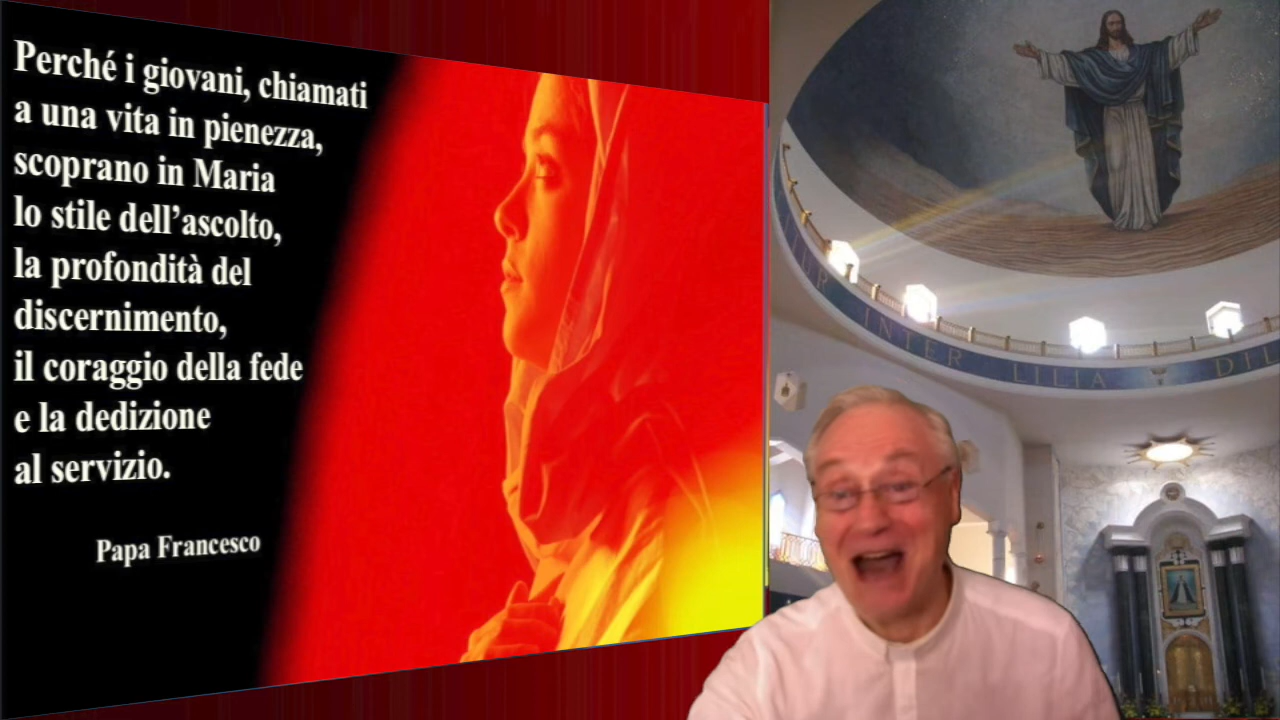 Perché i giovani, chiamati
a una vita in pienezza,
scoprano in Maria
lo stile dell’ascolto,
la profondità del
discernimento,
il coraggio della fede
e la dedizione
al servizio.
Papa Francesco
INTER LILIA